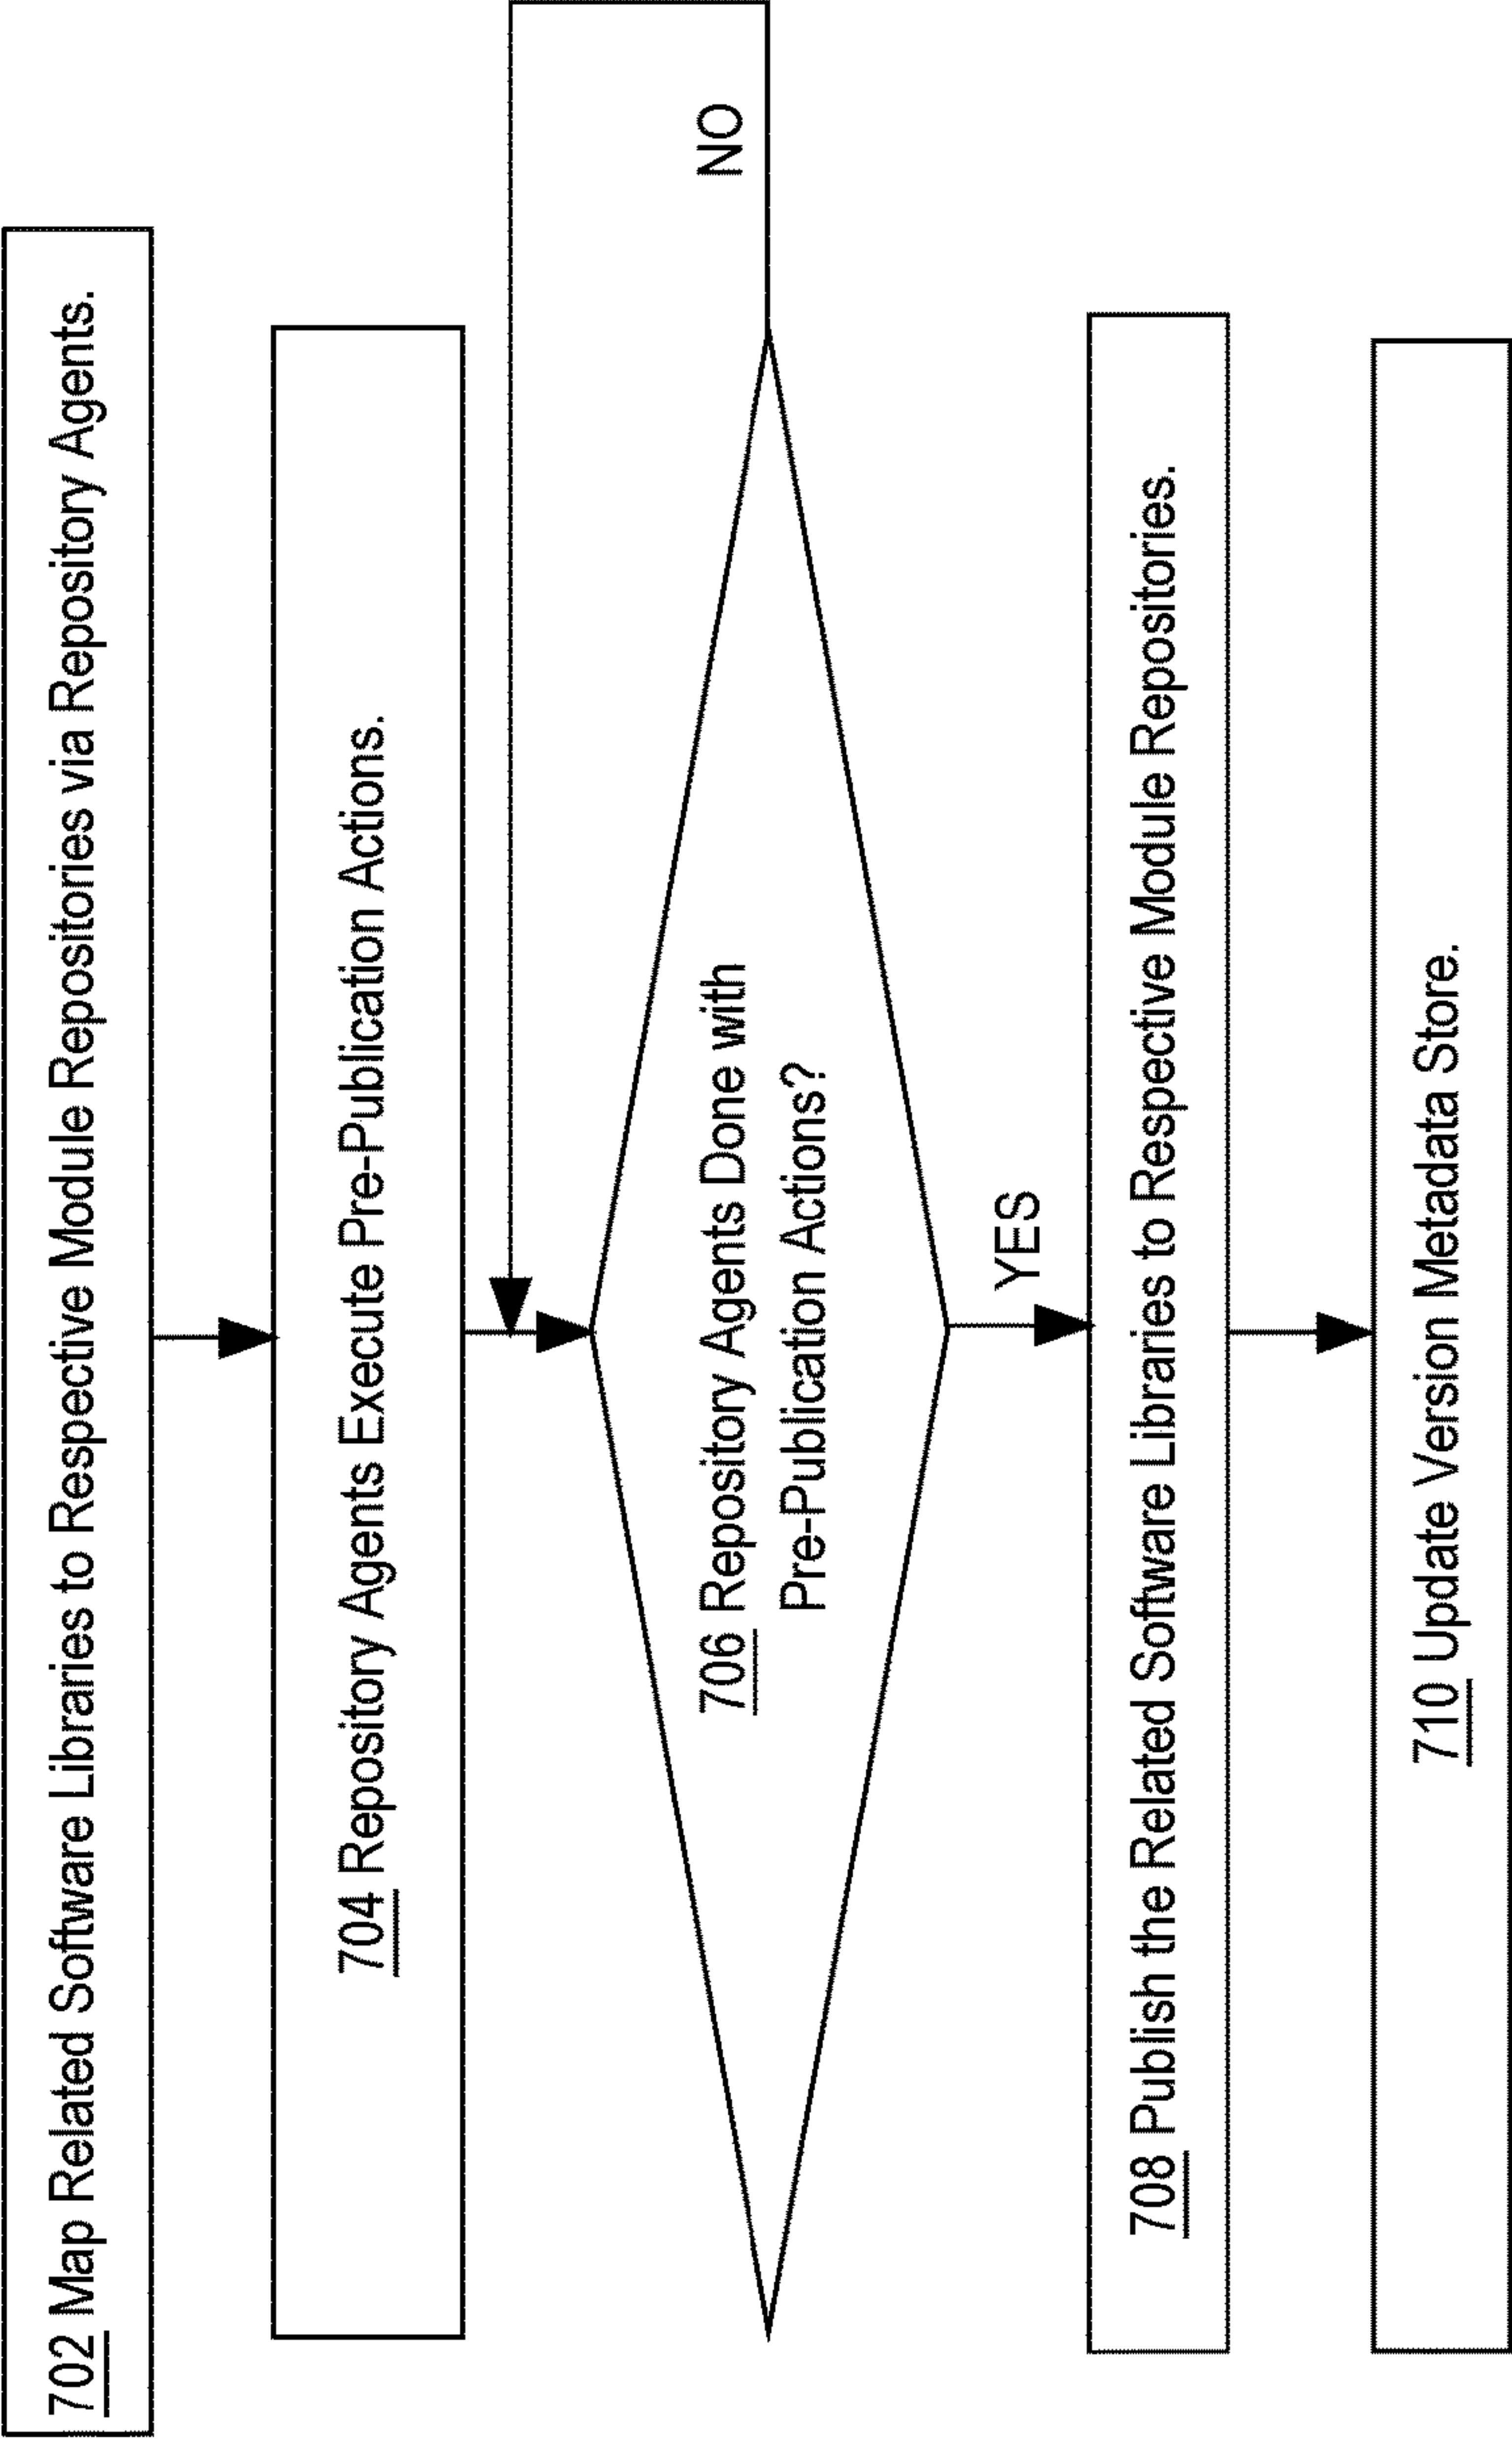 702 Map Related Software Libraries to Respective Module Repositories via Repository Agents.
704 Repository Agents Execute Pre-Publication Actions.
NO
706 Repository Agents Done with
Pre-Publication Actions?
YES
708 Publish the Related Software Libraries to Respective Module Repositories.
710 Update Version Metadata Store.